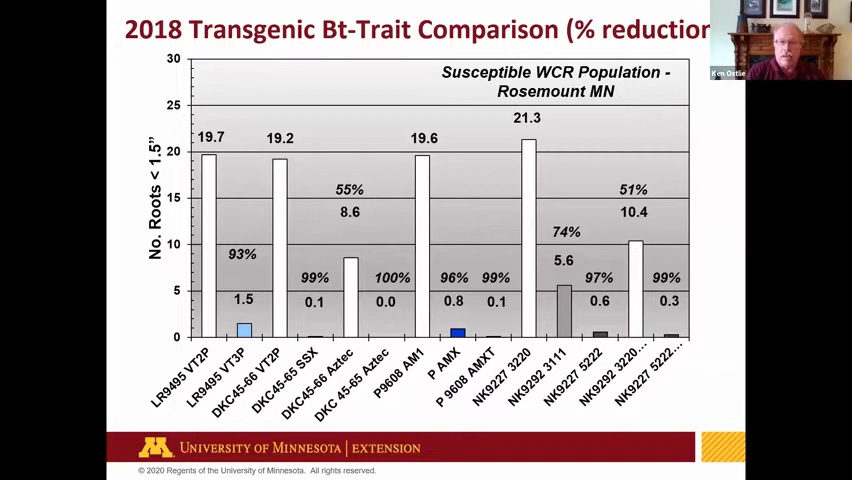 2018 Transgenic Bt-Trait Comparison (% reduction
Ken Ostlie
Susceptible WCR Population -
Rosemount MN
No. Roots < 1.5”
30
25
20
15
10
5
0
19.7
93%
1.5
19.2
99%
0.1
55%
8.6
100%
0.0
19.6
96%
0.8
99%
0.1
21.3
74%
5.6
97%
0.6
51%
10.4
99%
0.3
LR9495 VT2P
LR9495 VT3P
DKC45-66 VT2P
DKC45-65 SSX
DKC45-66 Aztec
DKC 45-65 Aztec
P9608 AM1
P AMX
P 9608 AMXT
NK9227 3220
NK9292 3111
NK9227 5222
NK9292 3220…
NK9227 5222…
M
UNIVERSITY OF MINNESOTA | EXTENSION
© 2020 Regents of the University of Minnesota. All rights reserved.